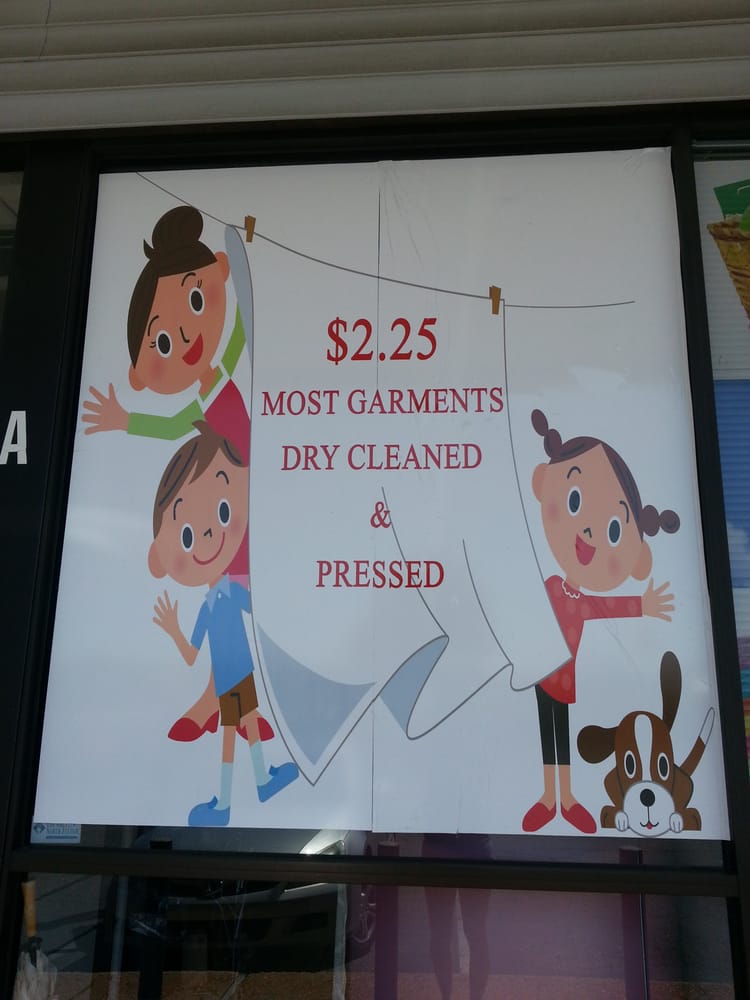 $2.25
MOST GARMENTS
DRY CLEANED
&
PRESSED
A